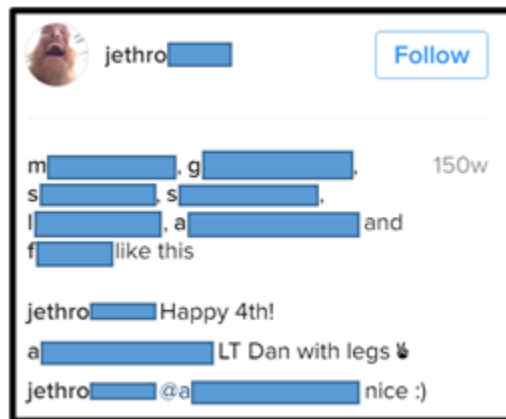 jethro
Follow
m , g ,
150w
s , s ,
l , a and
f like this
jethro Happy 4th!
a LT Dan with legs ✌
jethro @a nice :)